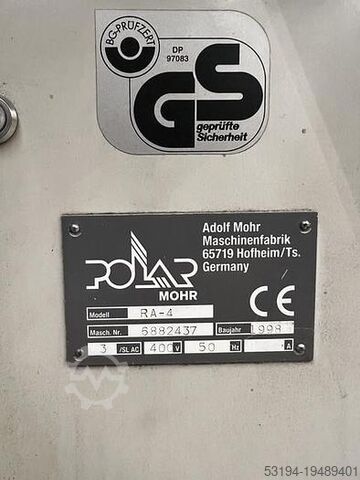 BG-PRÜFZERT
DP
97083
GS
geprüfte
Sicherheit
POLAR
MOHR
Adolf Mohr
Maschinenfabrik
65719 Hofheim/Ts.
Germany
CE
Modell RA-4
Masch. Nr. 6882437 Baujahr 1998
3 /SL AC 400 V 50 Hz A
53194-19489401